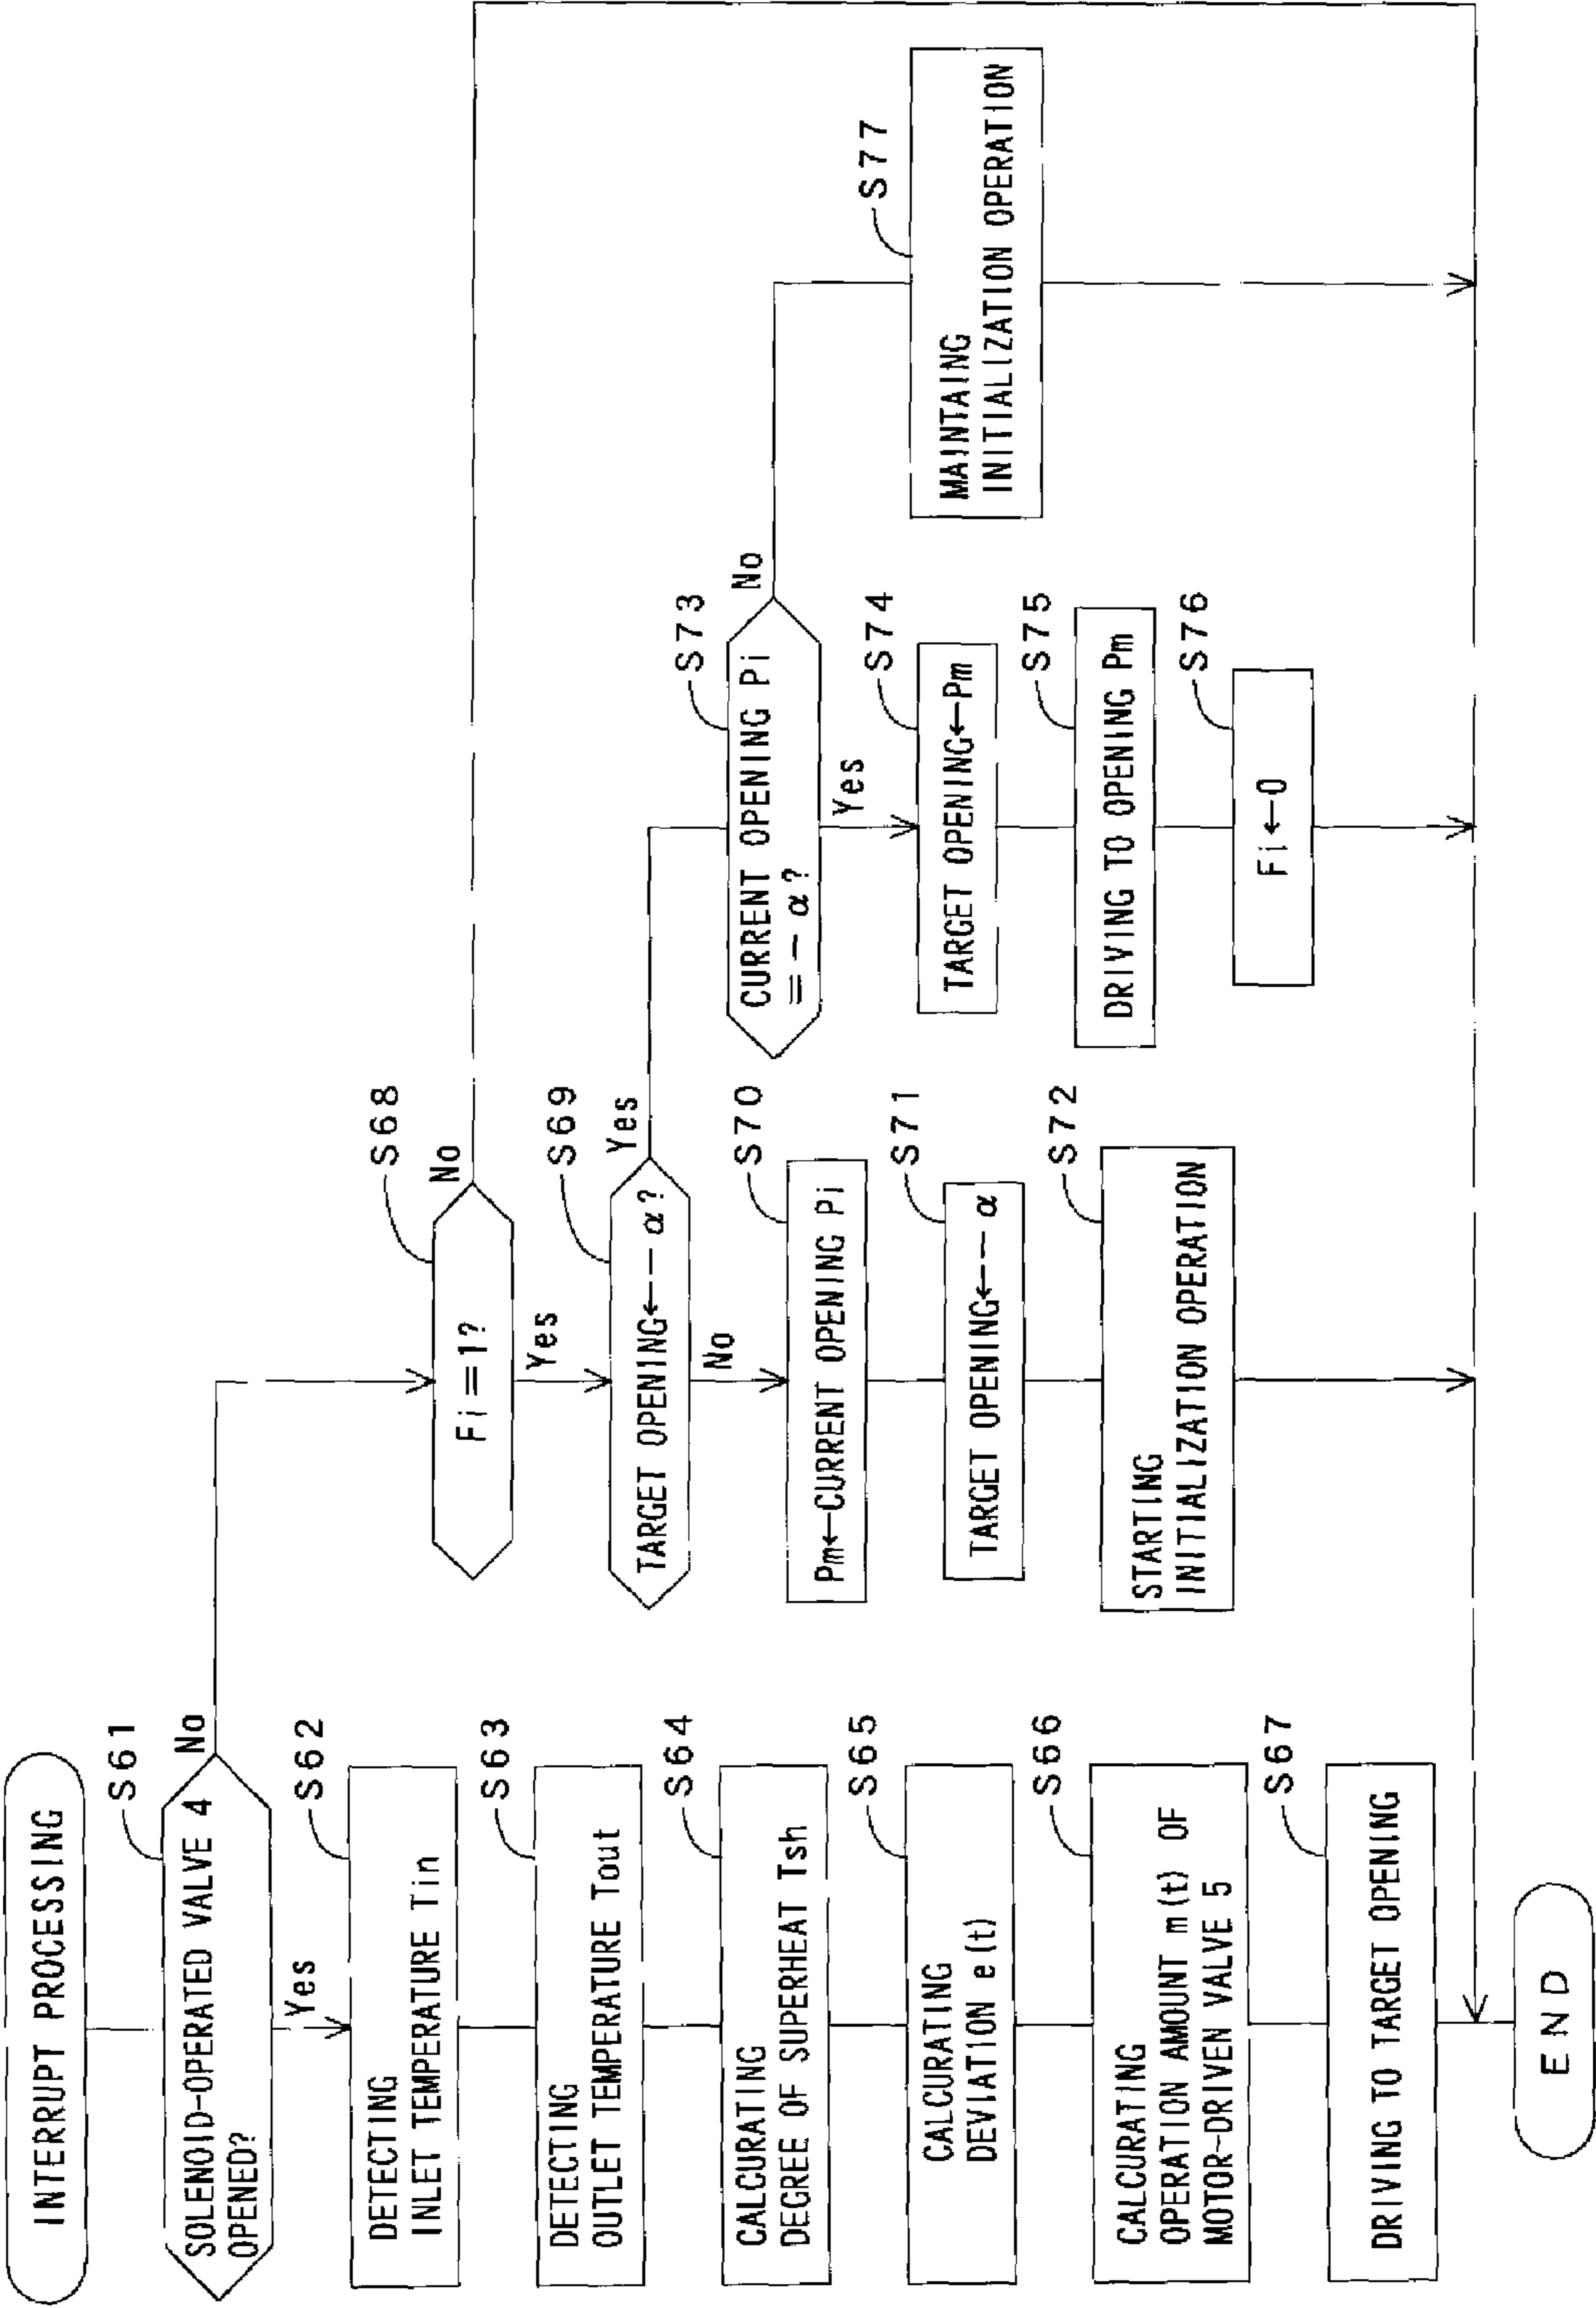 INTERRUPT PROCESSING
S61
SOLENOID-OPERATED VALVE 4
OPENED?
No
Yes
S62
DETECTING
INLET TEMPERATURE Tin
S63
DETECTING
OUTLET TEMPERATURE Tout
S64
CALCURATING
DEGREE OF SUPERHEAT Tsh
S65
CALCURATING
DEVIATION e(t)
S66
CALCURATING
OPERATION AMOUNT m(t) OF
MOTOR-DRIVEN VALVE 5
S67
DRIVING TO TARGET OPENING
END
S68
Fi=1?
No
Yes
S69
TARGET OPENING←-α?
Yes
No
S70
Pm←CURRENT OPENING Pi
S71
TARGET OPENING←-α
S72
STARTING
INITIALIZATION OPERATION
S73
CURRENT OPENING Pi
=-α?
No
Yes
S74
TARGET OPENING←Pm
S75
DRIVING TO OPENING Pm
S76
Fi←0
S77
MAINTAING
INITIALIZATION OPERATION